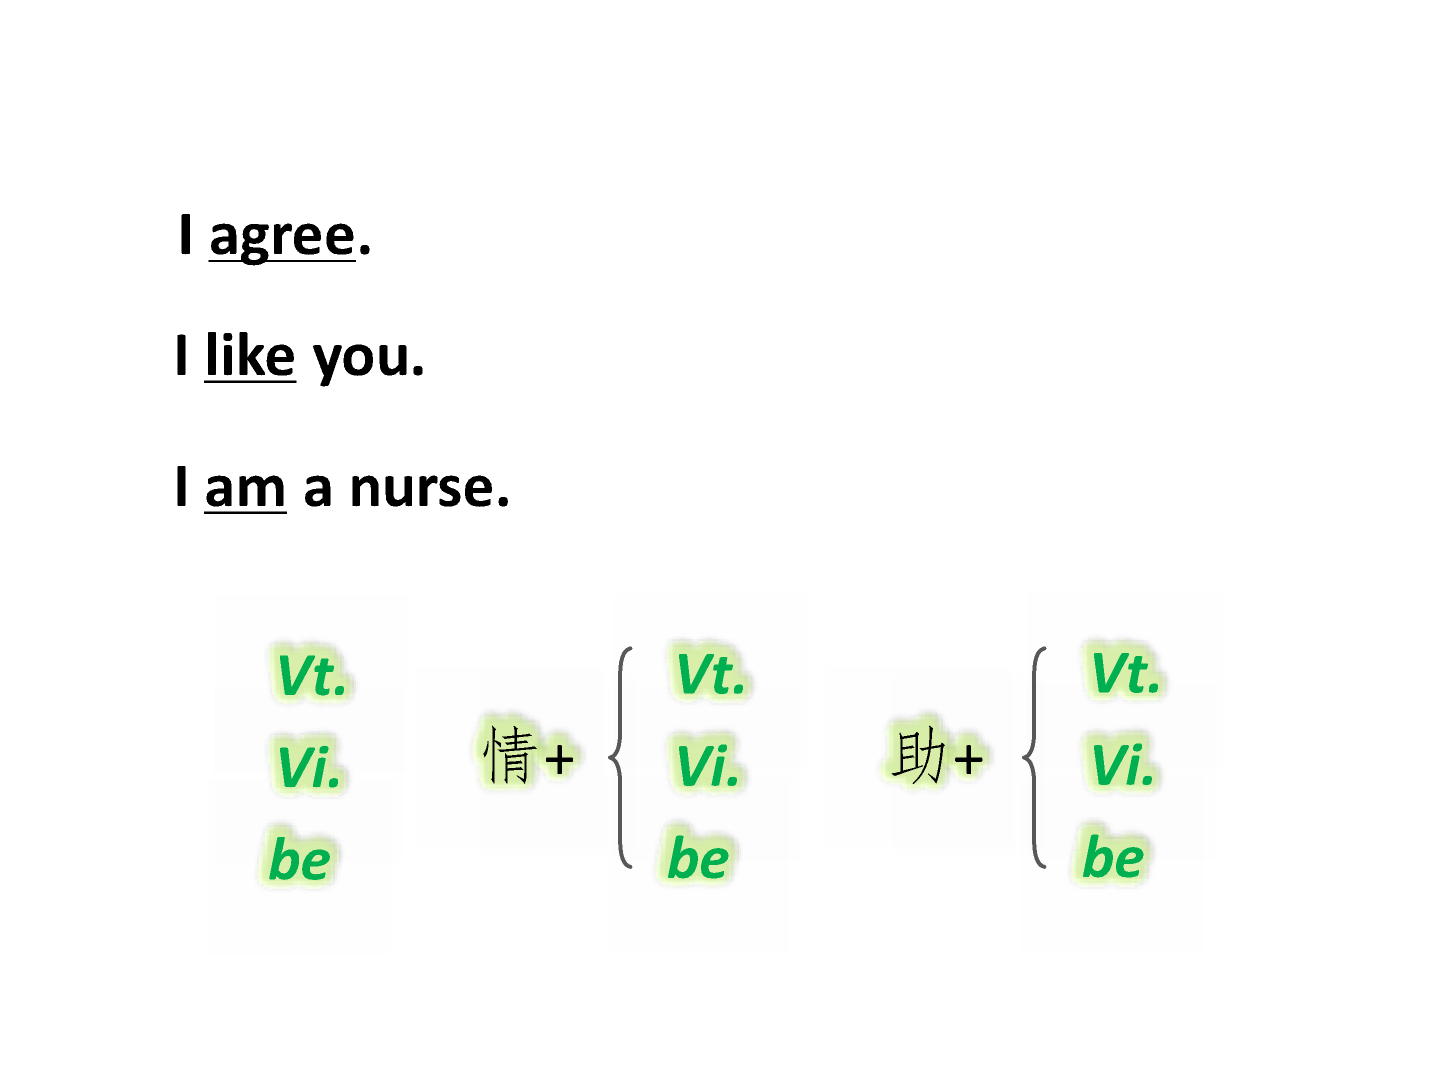 I agree.
I like you.
I am a nurse.
Vt. Vt. Vt.
情+ Vi. Vi. 助+ Vi.
be be be